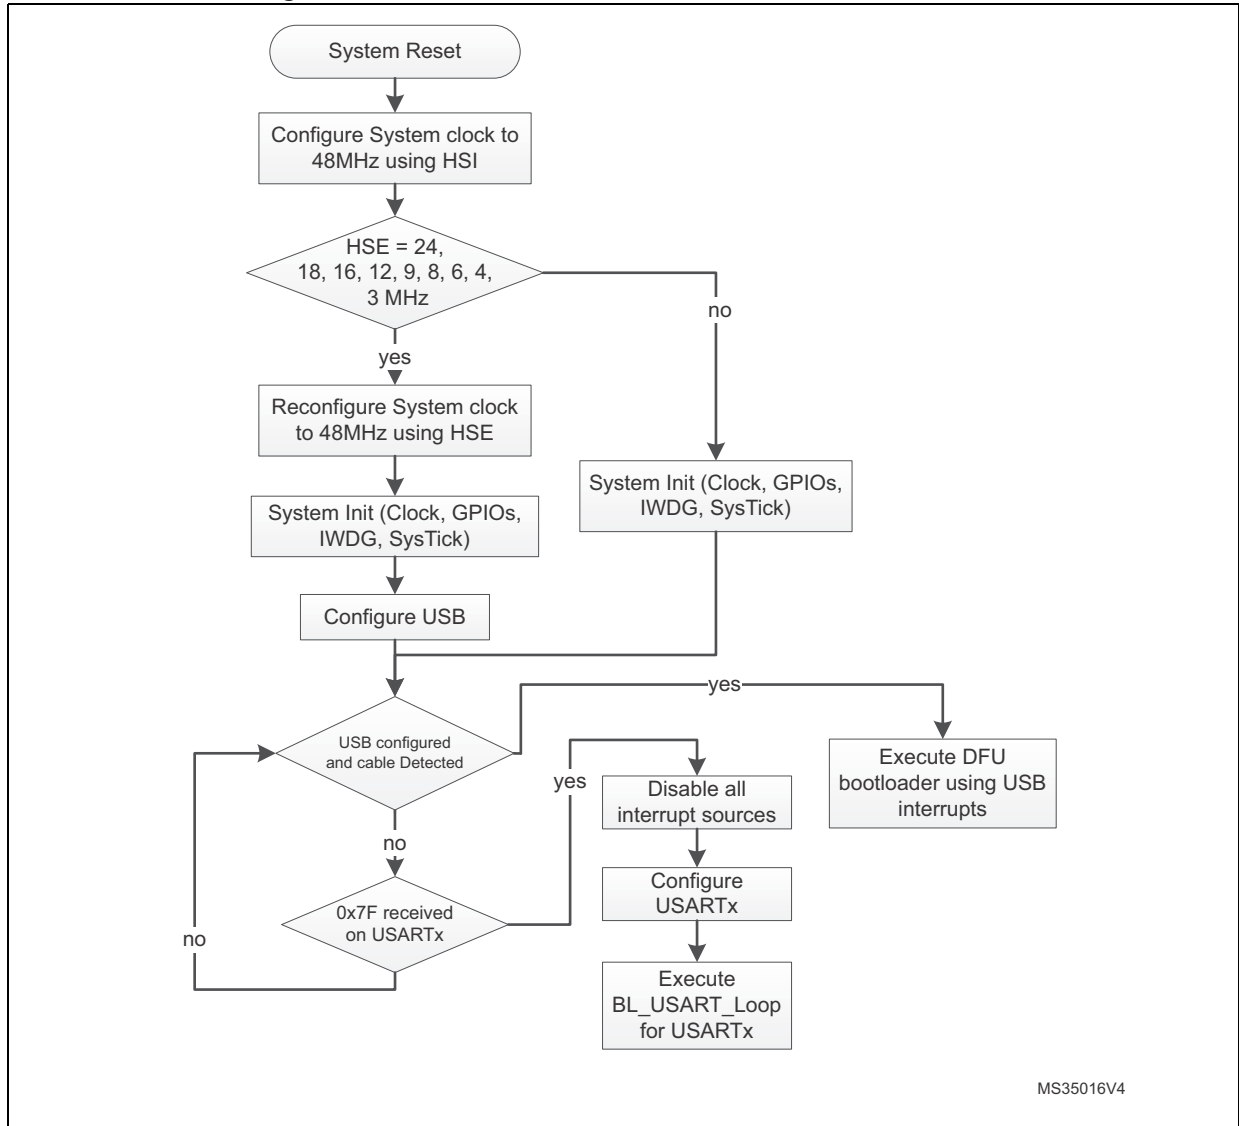 System Reset
Configure System clock to
48MHz using HSI
HSE = 24,
18, 16, 12, 9, 8, 6, 4,
3 MHz
no
yes
Reconfigure System clock
to 48MHz using HSE
System Init (Clock, GPIOs,
IWDG, SysTick)
System Init (Clock, GPIOs,
IWDG, SysTick)
Configure USB
yes
USB configured
and cable Detected
yes
Execute DFU
bootloader using USB
interrupts
Disable all
interrupt sources
no
Configure
USARTx
0x7F received
on USARTx
no
Execute
BL_USART_Loop
for USARTx
MS35016V4